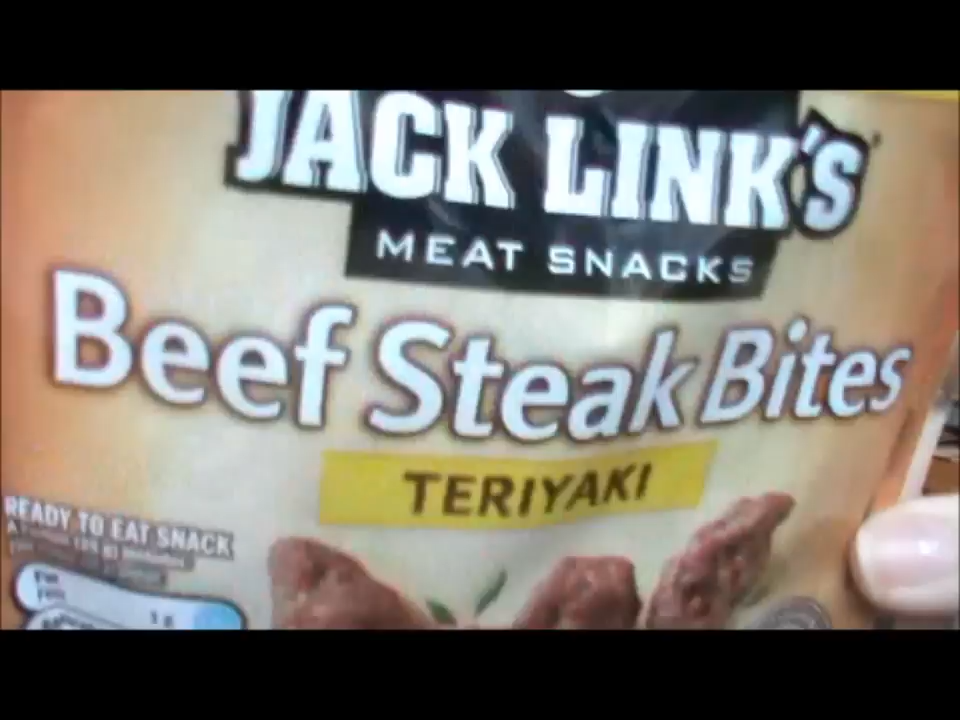 JACK LINK'S
MEAT SNACKS
Beef Steak Bites
TERIYAKI
READY TO EAT SNACK